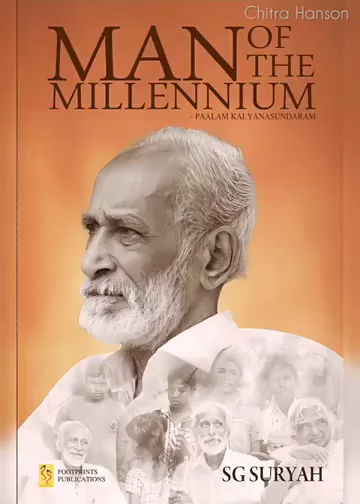 Chitra Hanson
MAN OF
THE
MILLENNIUM
- PAALAM KALYANASUNDARAM
SG SURYAH
FOOTPRINTS
PUBLICATIONS